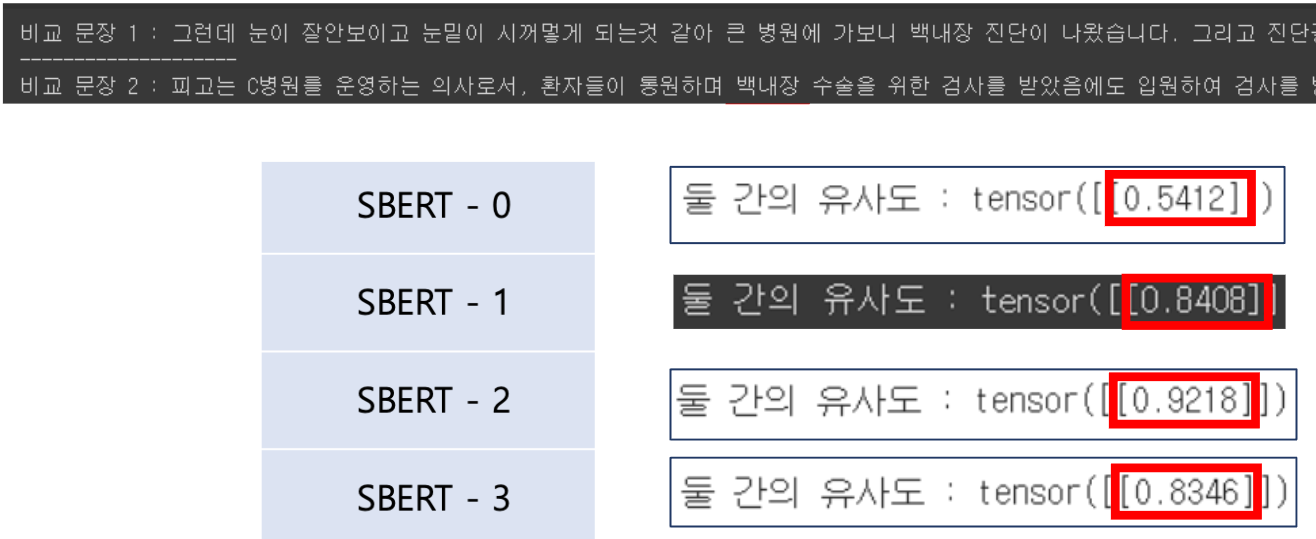 비교 문장 1 : 그런데 눈이 잘안보이고 눈밑이 시꺼멓게 되는것 같아 큰 병원에 가보니 백내장 진단이 나왔습니다. 그리고
--------------------
비교 문장 2 : 피고는 C병원를 운영하는 의사로서, 환자들이 통원하며 백내장 수술을 위한 검사를 받았음에도 입원하여 검사를
SBERT - 0
둘 간의 유사도 : tensor([[0.5412]])
SBERT - 1
둘 간의 유사도 : tensor([[0.8408]]
SBERT - 2
둘 간의 유사도 : tensor([[0.9218]])
SBERT - 3
둘 간의 유사도 : tensor([[0.8346]])